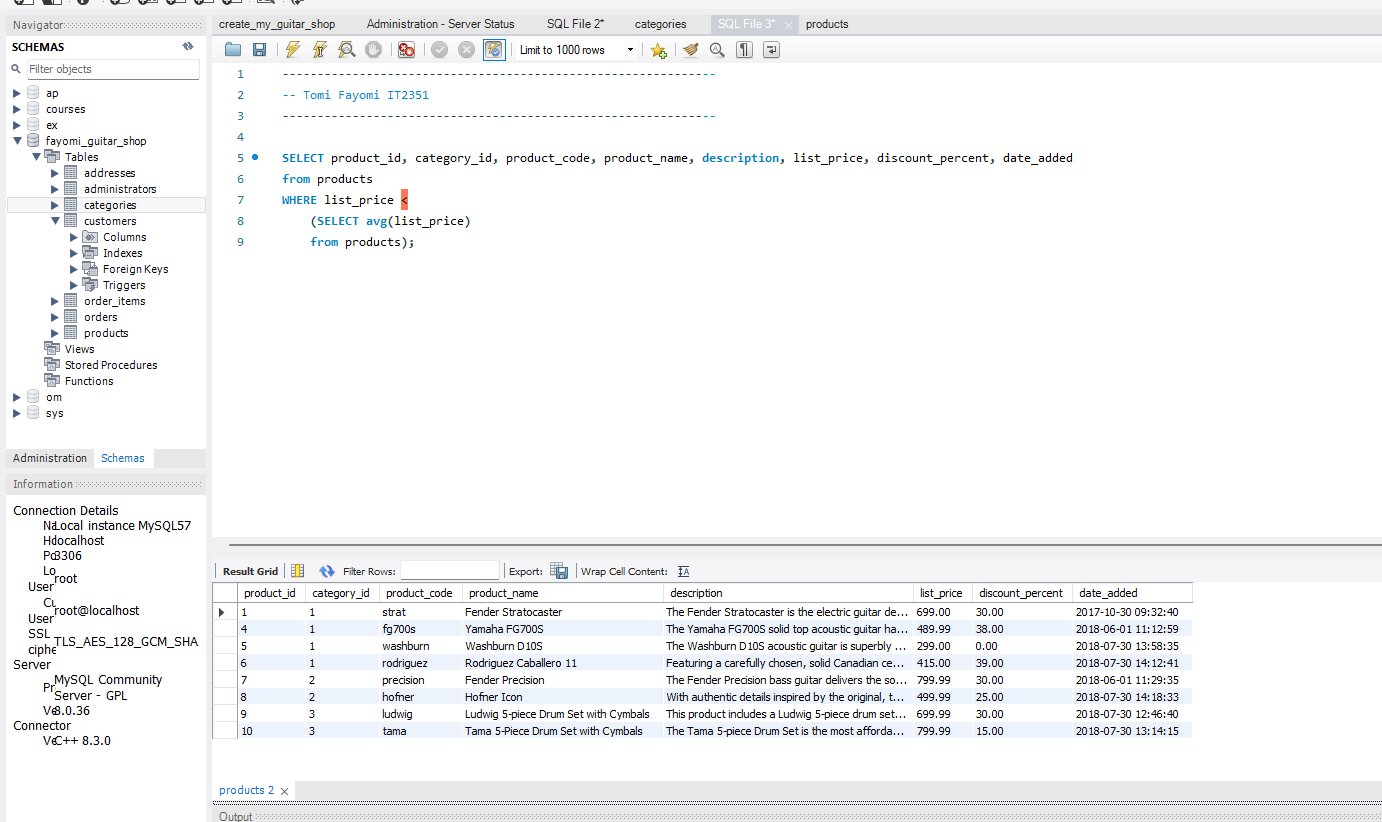 Navigator
SCHEMAS
Filter objects
ap
courses
ex
fayomi_guitar_shop
Tables
addresses
administrators
categories
customers
Columns
Indexes
Foreign Keys
Triggers
order_items
orders
products
Views
Stored Procedures
Functions
om
sys
Administration Schemas
Information
Connection Details
Local instance MySQL57
localhost
3306
root
User
root@localhost
User
SSL
TLS_AES_128_GCM_SHA
Server
MySQL Community
Server - GPL
8.0.36
Connector
C++ 8.3.0
create_my_guitar_shop Administration - Server Status SQL File 2* categories SQL File 3* products
Limit to 1000 rows
1 --------------------------------------------------------------
2 -- Tomi Fayomi IT2351
3 --------------------------------------------------------------
4
5 SELECT product_id, category_id, product_code, product_name, description, list_price, discount_percent, date_added
6 from products
7 WHERE list_price <
8 (SELECT avg(list_price)
9 from products);
Result Grid Filter Rows: Export: Wrap Cell Content:
product_id category_id product_code product_name description list_price discount_percent date_added
1 1 strat Fender Stratocaster The Fender Stratocaster is the electric guitar de... 699.00 30.00 2017-10-30 09:32:40
4 1 fg700s Yamaha FG700S The Yamaha FG700S solid top acoustic guitar ha... 489.99 38.00 2018-06-01 11:12:59
5 1 washburn Washburn D10S The Washburn D10S acoustic guitar is superbly ... 299.00 0.00 2018-07-30 13:58:35
6 1 rodriguez Rodriguez Caballero 11 Featuring a carefully chosen, solid Canadian ce... 415.00 39.00 2018-07-30 14:12:41
7 2 precision Fender Precision The Fender Precision bass guitar delivers the so... 799.99 30.00 2018-06-01 11:29:35
8 2 hofner Hofner Icon With authentic details inspired by the original, t... 499.99 25.00 2018-07-30 14:18:33
9 3 ludwig Ludwig 5-piece Drum Set with Cymbals This product includes a Ludwig 5-piece drum set... 699.99 30.00 2018-07-30 12:46:40
10 3 tama Tama 5-Piece Drum Set with Cymbals The Tama 5-piece Drum Set is the most afforda... 799.99 15.00 2018-07-30 13:14:15
products 2
Output